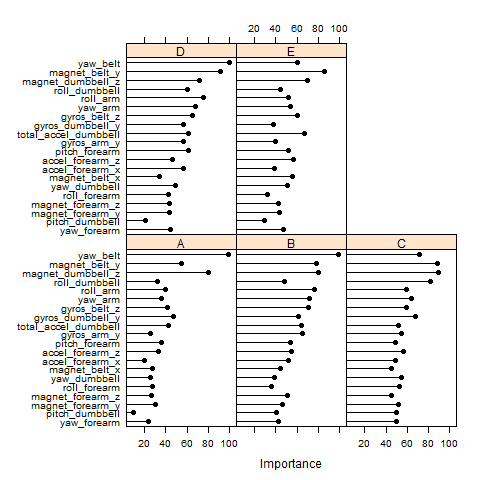 20 40 60 80 100
D E
yaw_belt
magnet_belt_y
magnet_dumbbell_z
roll_dumbbell
roll_arm
yaw_arm
gyros_belt_z
gyros_dumbbell_y
total_accel_dumbbell
gyros_arm_y
pitch_forearm
accel_forearm_z
accel_forearm_x
magnet_belt_x
yaw_dumbbell
roll_forearm
magnet_forearm_z
magnet_forearm_y
pitch_dumbbell
yaw_forearm
A B C
yaw_belt
magnet_belt_y
magnet_dumbbell_z
roll_dumbbell
roll_arm
yaw_arm
gyros_belt_z
gyros_dumbbell_y
total_accel_dumbbell
gyros_arm_y
pitch_forearm
accel_forearm_z
accel_forearm_x
magnet_belt_x
yaw_dumbbell
roll_forearm
magnet_forearm_z
magnet_forearm_y
pitch_dumbbell
yaw_forearm
20 40 60 80 100 20 40 60 80 100
Importance